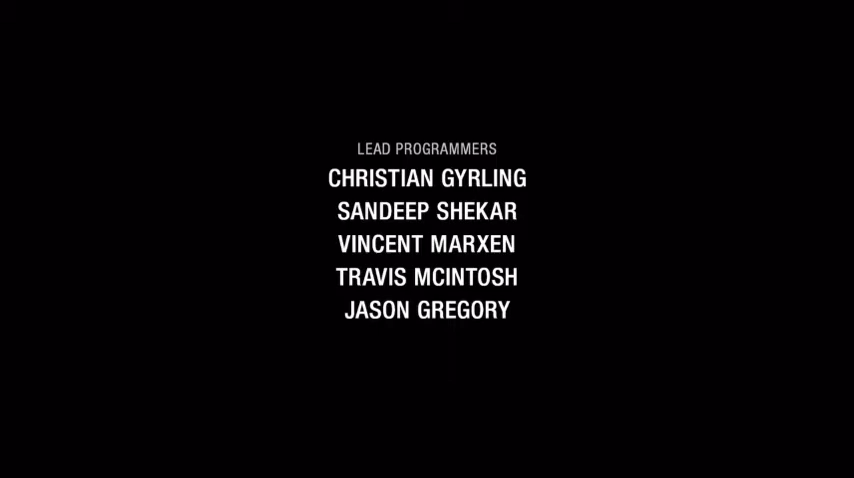 LEAD PROGRAMMERS
CHRISTIAN GYRLING
SANDEEP SHEKAR
VINCENT MARXEN
TRAVIS MCINTOSH
JASON GREGORY